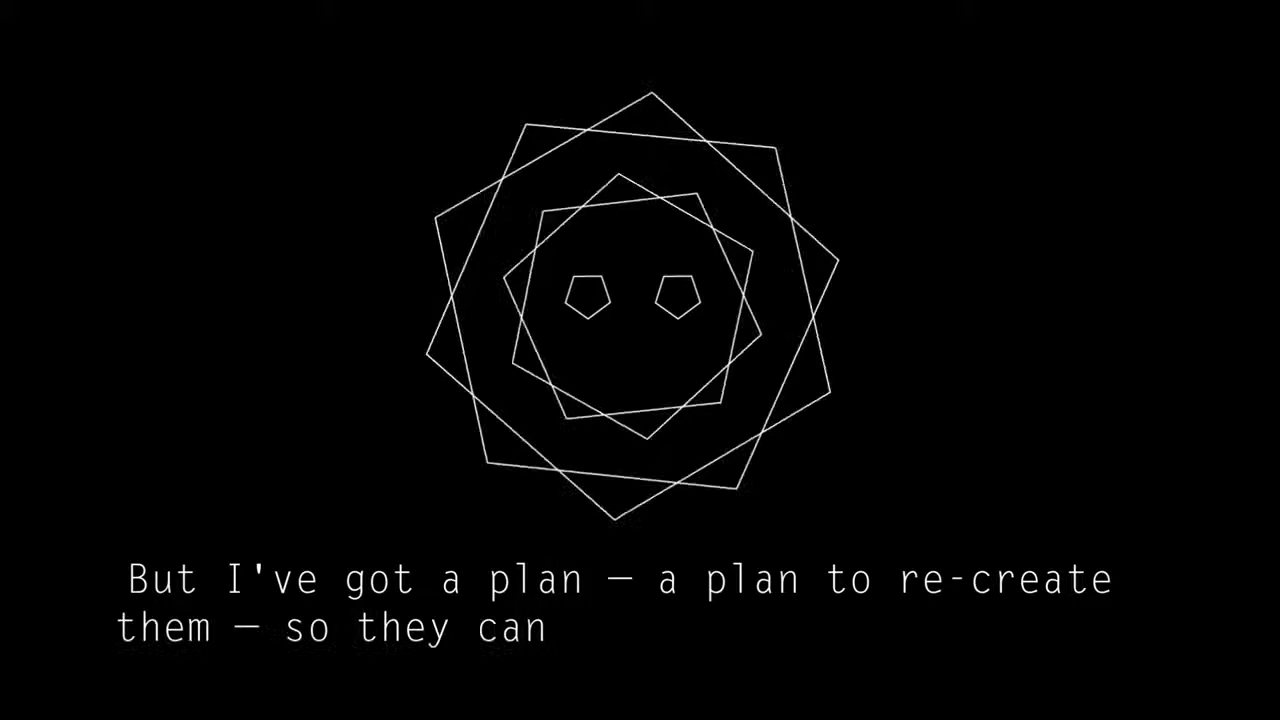 But I've got a plan — a plan to re-create
them — so they can